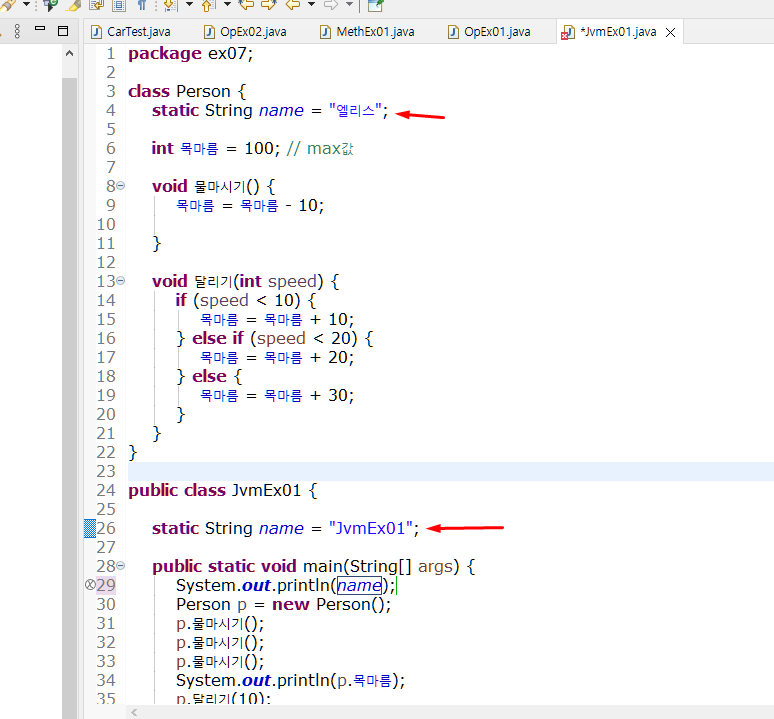 CarTest.java OpEx02.java MethEx01.java OpEx01.java *JvmEx01.java
1 package ex07;
2
3 class Person {
4 static String name = "엘리스";
5
6 int 목마름 = 100; // max값
7
8 void 물마시기() {
9 목마름 = 목마름 - 10;
10
11 }
12
13 void 달리기(int speed) {
14 if (speed < 10) {
15 목마름 = 목마름 + 10;
16 } else if (speed < 20) {
17 목마름 = 목마름 + 20;
18 } else {
19 목마름 = 목마름 + 30;
20 }
21 }
22 }
23
24 public class JvmEx01 {
25
26 static String name = "JvmEx01";
27
28 public static void main(String[] args) {
29 System.out.println(name);
30 Person p = new Person();
31 p.물마시기();
32 p.물마시기();
33 p.물마시기();
34 System.out.println(p.목마름);
35 p.달리기(10);